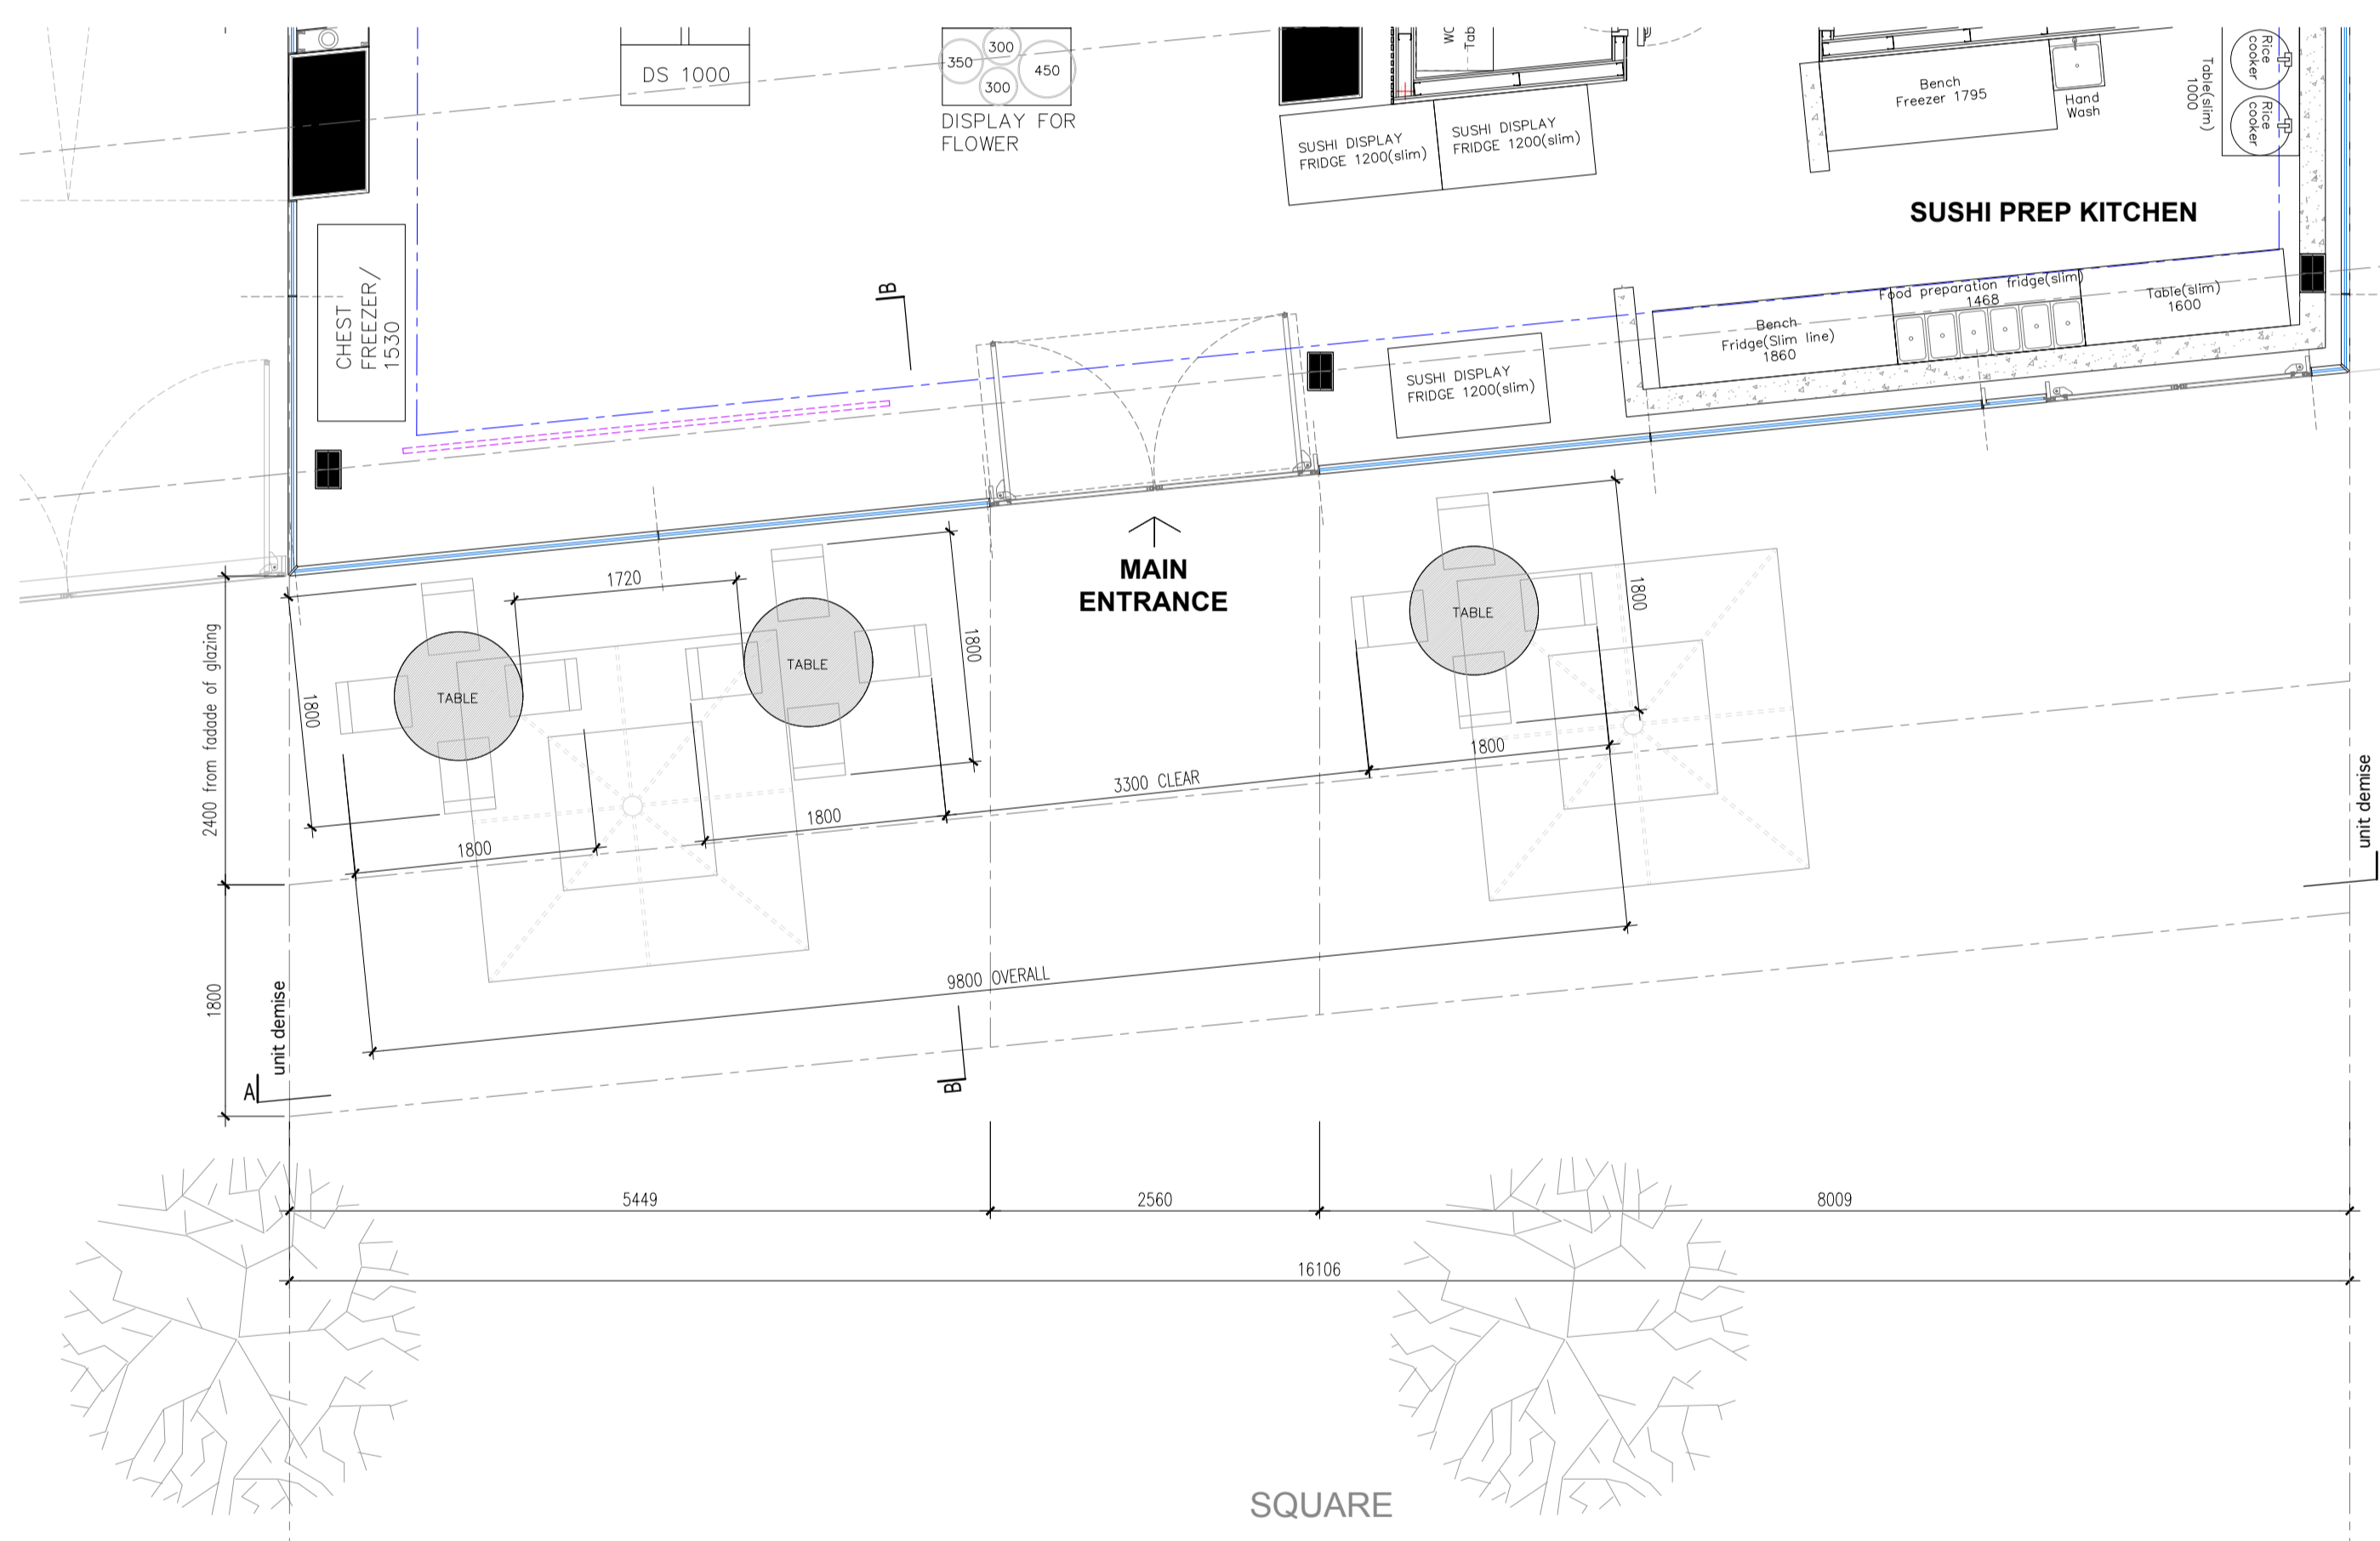 DS 1000
350
300
300
450
DISPLAY FOR
FLOWER
WC
Tab
SUSHI DISPLAY
FRIDGE 1200(slim)
SUSHI DISPLAY
FRIDGE 1200(slim)
Bench
Freezer 1795
Hand
Wash
Table(slim)
1000
Rice
cooker
Rice
cooker
SUSHI PREP KITCHEN
CHEST
FREEZER/
1530
B
Food preparation fridge(slim)
1468
Table(slim)
1600
Bench
Fridge(Slim line)
1860
SUSHI DISPLAY
FRIDGE 1200(slim)
MAIN
ENTRANCE
1720
1800
1800
TABLE
TABLE
TABLE
1800
2400 from fadade of glazing
1800
1800
3300 CLEAR
1800
unit demise
9800 OVERALL
1800
unit demise
A
B
5449
2560
8009
16106
SQUARE